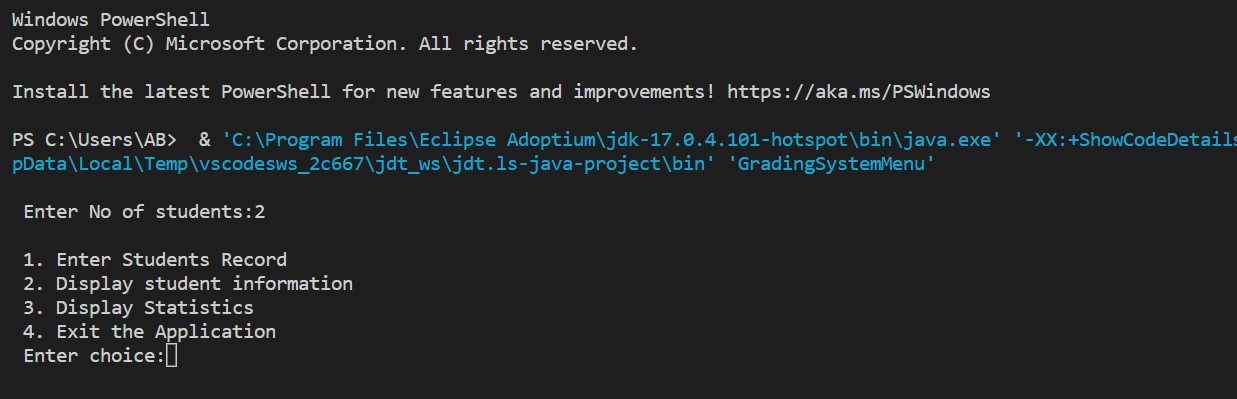 Windows PowerShell
Copyright (C) Microsoft Corporation. All rights reserved.
Install the latest PowerShell for new features and improvements! https://aka.ms/PSWindows
PS C:\Users\AB>  & 'C:\Program Files\Eclipse Adoptium\jdk-17.0.4.101-hotspot\bin\java.exe' '-XX:+ShowCodeDetails
pData\Local\Temp\vscodesws_2c667\jdt_ws\jdt.ls-java-project\bin' 'GradingSystemMenu'
Enter No of students:2
1. Enter Students Record
2. Display student information
3. Display Statistics
4. Exit the Application
Enter choice: